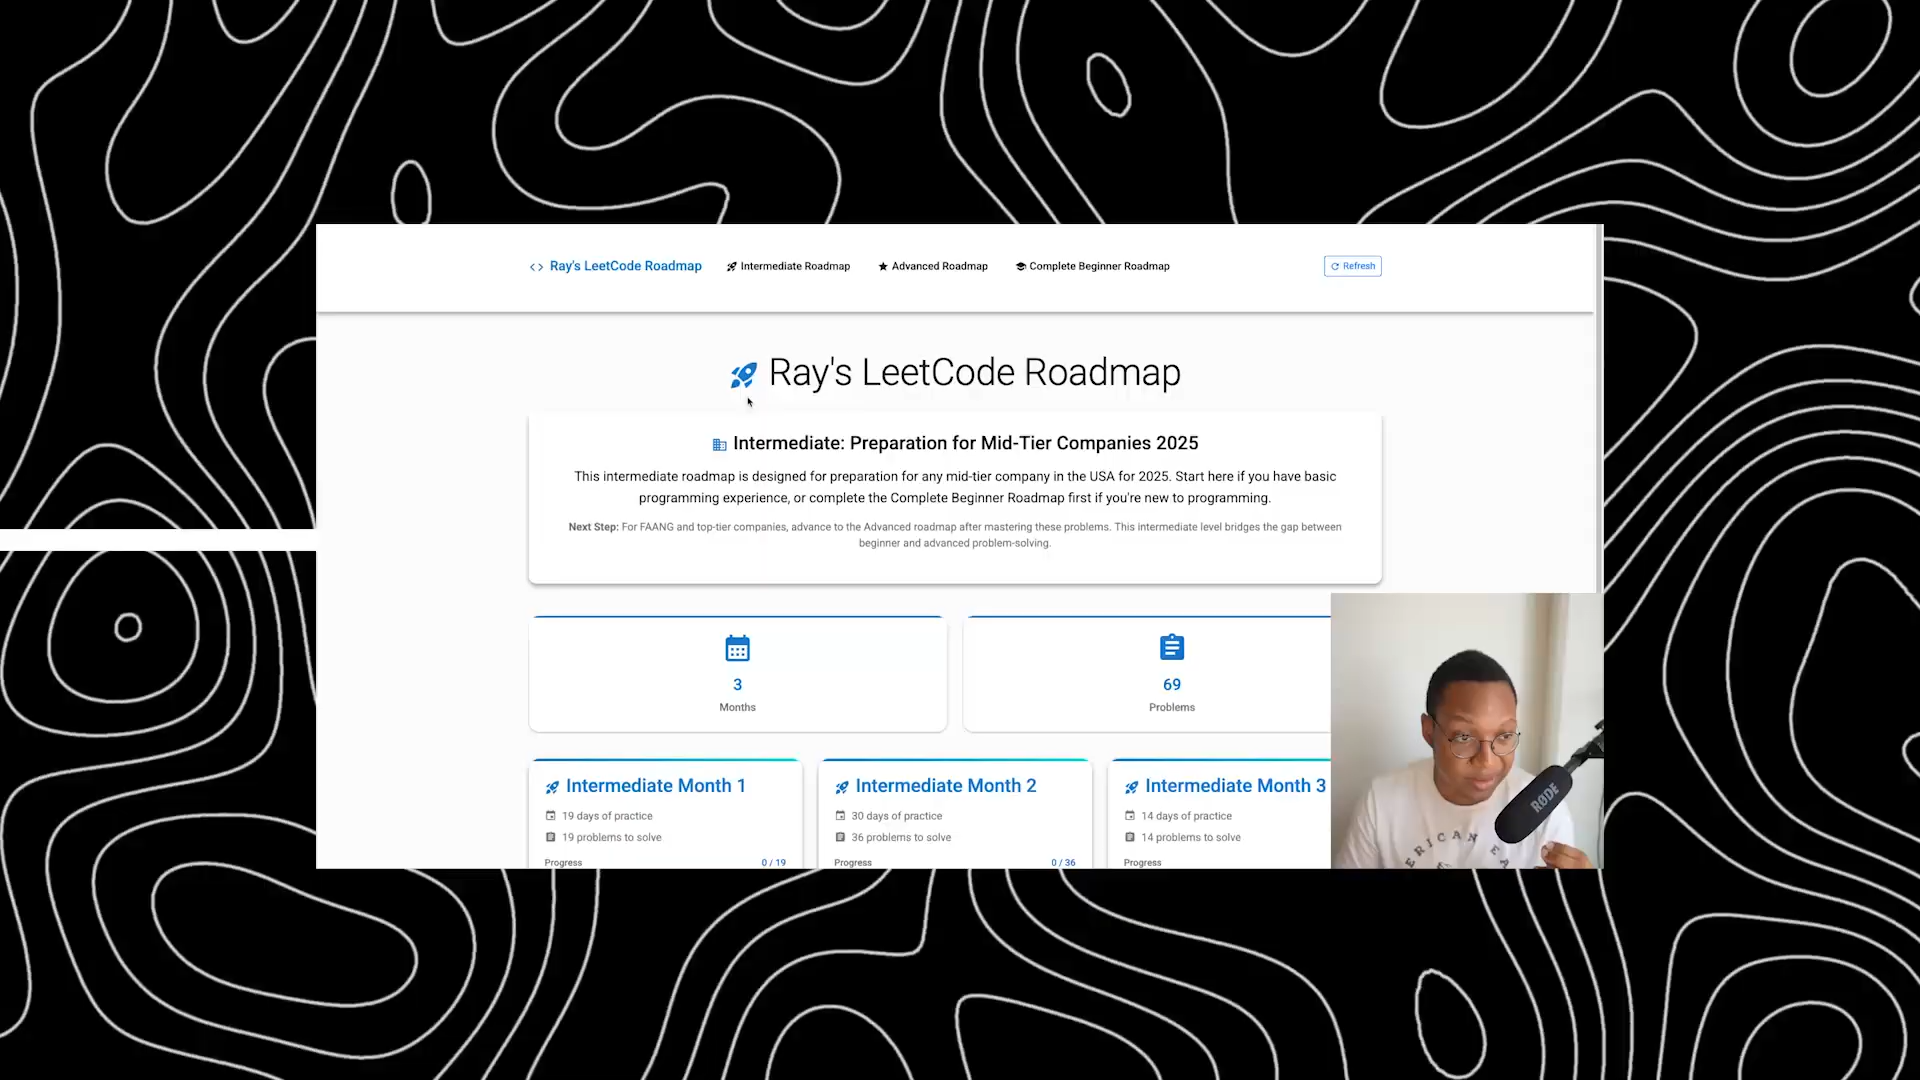 Ray's LeetCode Roadmap
Intermediate Roadmap
Advanced Roadmap
Complete Beginner Roadmap
Refresh
Ray's LeetCode Roadmap
Intermediate: Preparation for Mid-Tier Companies 2025
This intermediate roadmap is designed for preparation for any mid-tier company in the USA for 2025. Start here if you have basic
programming experience, or complete the Complete Beginner Roadmap first if you're new to programming.
Next Step: For FAANG and top-tier companies, advance to the Advanced roadmap after mastering these problems. This intermediate level bridges the gap between
beginner and advanced problem-solving.
3
Months
69
Problems
Intermediate Month 1
19 days of practice
19 problems to solve
Progress
0 / 19
Intermediate Month 2
30 days of practice
36 problems to solve
Progress
0 / 36
Intermediate Month 3
14 days of practice
14 problems to solve
Progress
RØDE